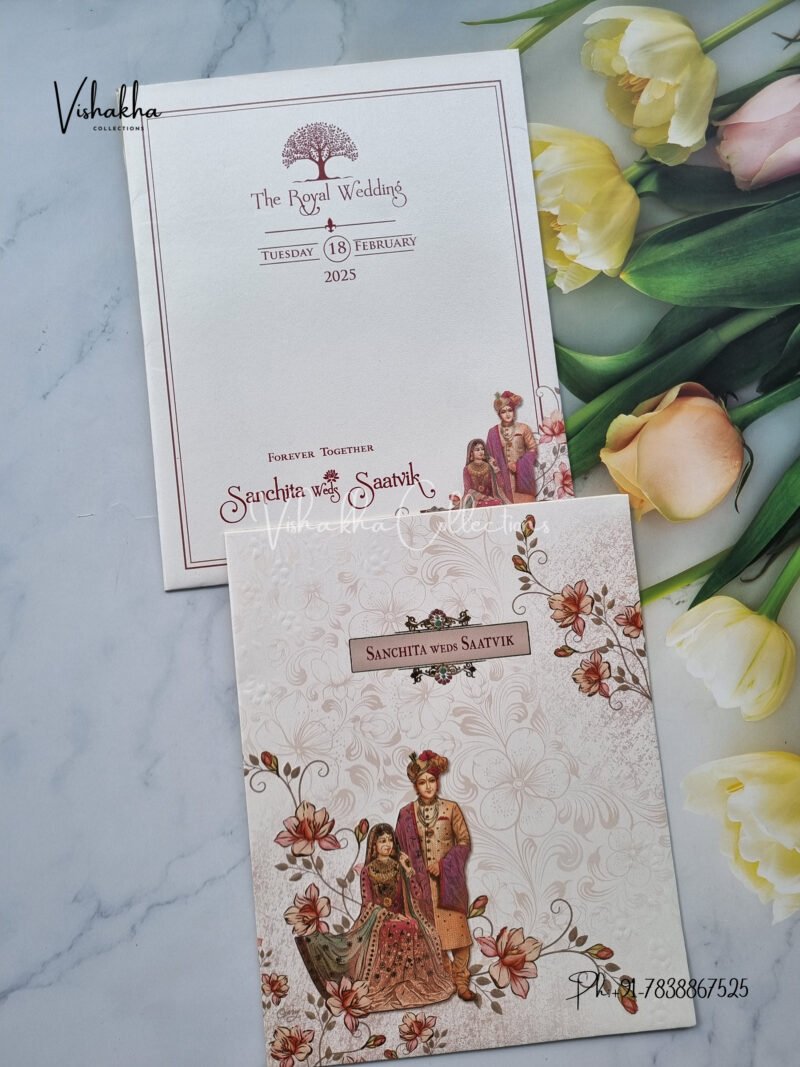 Vishakha
COLLECTIONS
The Royal Wedding
TUESDAY 18 FEBRUARY
2025
FOREVER TOGETHER
Sanchita weds Saatvik
Vishakha Collections
SANCHITA WEDS SAATVIK
Ph:+91-7838867525